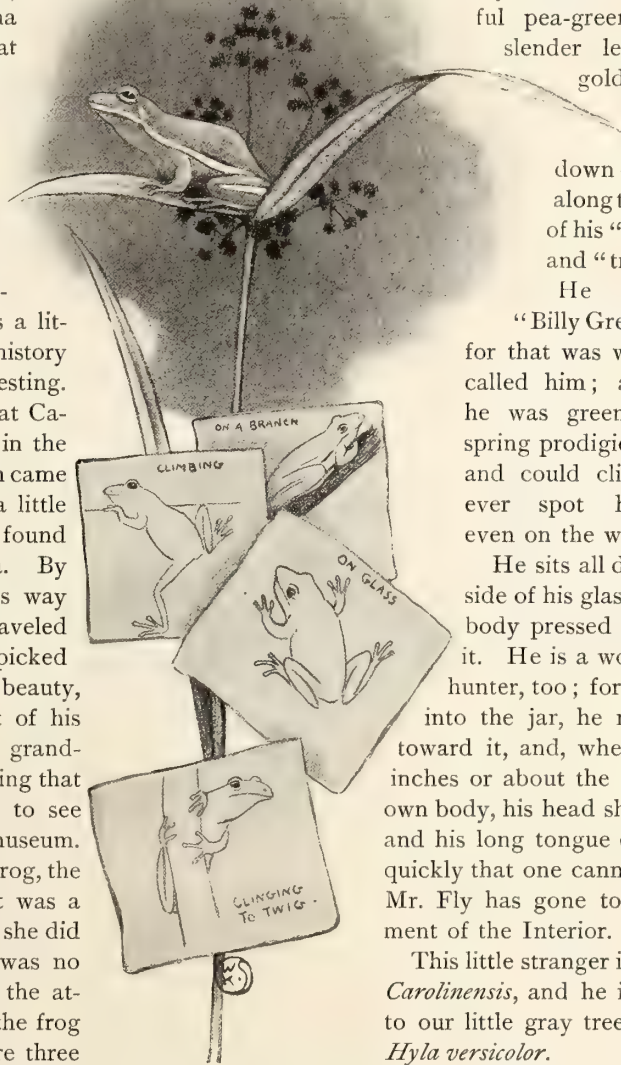 at
s a lit-
history
esting.
at Ca-
in the
came
a little
found
a. By
s way
aveled
picked
beauty,
t of his
grand-
ing that
to see
useum.
rog, the
t was a
she did
was no
the at-
the frog
re three
ON A BRANCH
CLIMBING
ON GLASS
CLINGING
TO TWIG.
ful pea-green
slender le
gold
down
along t
of his “
and “tr
He
“Billy Gre
for that was w
called him; a
he was green
spring prodigi
and could cli
ever spot h
even on the w
He sits all d
side of his glas
body pressed
it. He is a wo
hunter, too; for
into the jar, he r
toward it, and, whe
inches or about the
own body, his head sh
and his long tongue
quickly that one cann
Mr. Fly has gone to
ment of the Interior.
This little stranger i
Carolinensis, and he i
to our little gray tree
Hyla versicolor.